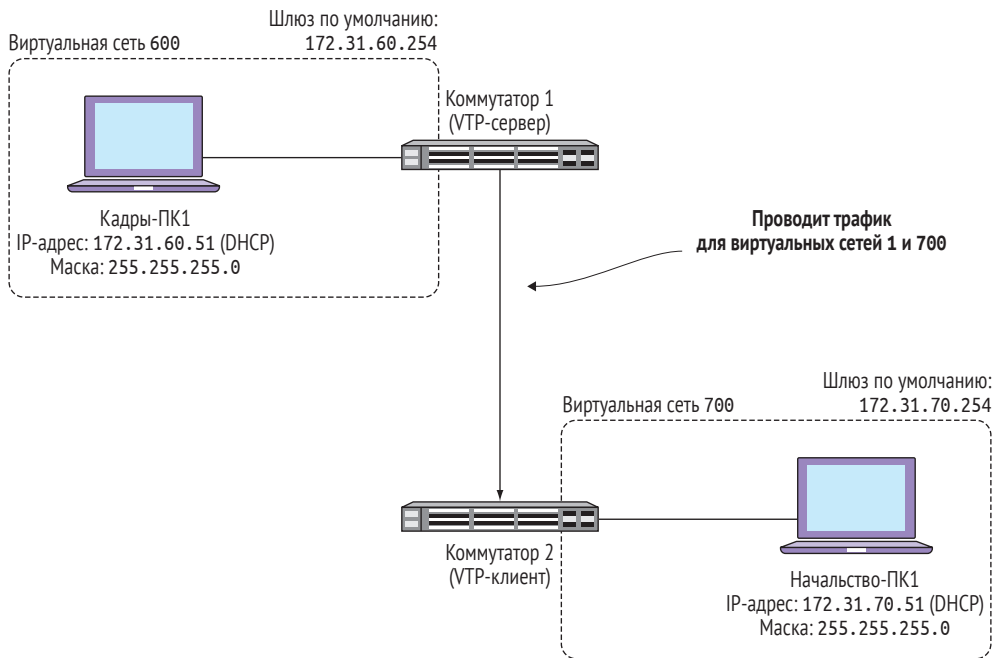 Шлюз по умолчанию:
172.31.60.254
Виртуальная сеть 600
Коммутатор 1
(VTP-сервер)
Кадры-ПК1
IP-адрес: 172.31.60.51 (DHCP)
Маска: 255.255.255.0
Проводит трафик
для виртуальных сетей 1 и 700
Шлюз по умолчанию:
172.31.70.254
Виртуальная сеть 700
Коммутатор 2
(VTP-клиент)
Начальство-ПК1
IP-адрес: 172.31.70.51 (DHCP)
Маска: 255.255.255.0